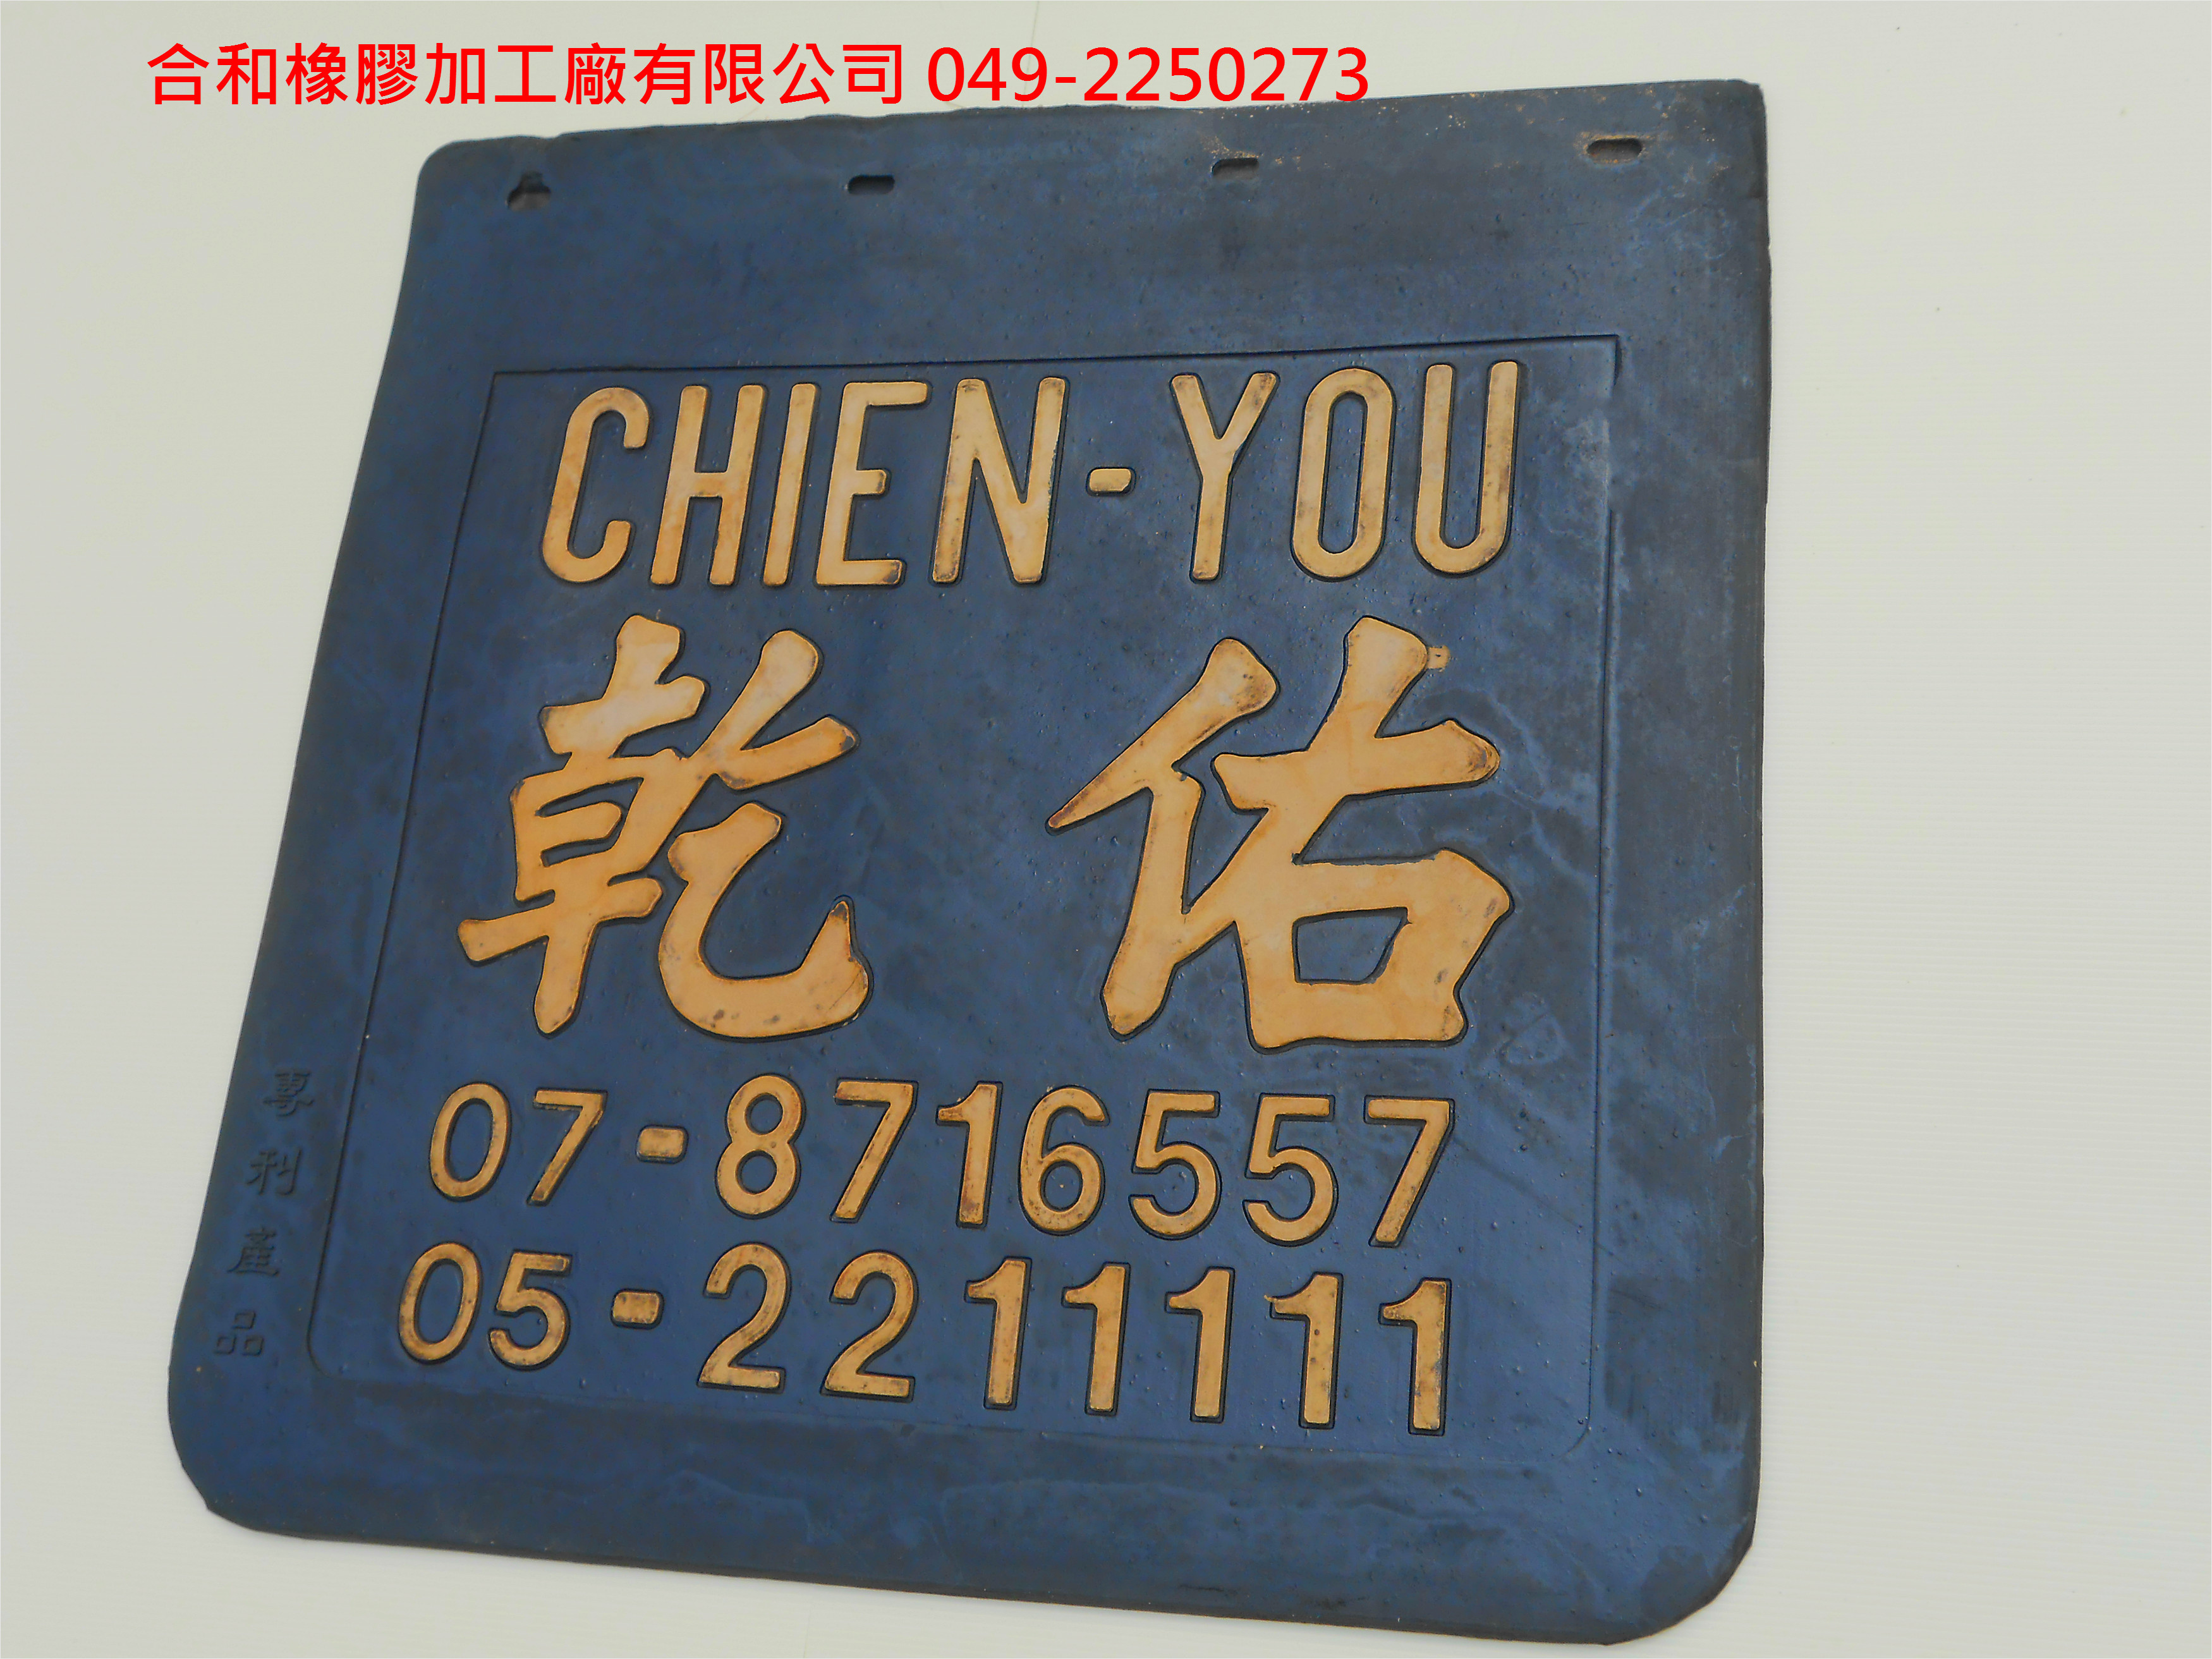 合和橡膠加工廠有限公司 049-2250273
CHIEN-YOU
乾 佑
07-8716557
05-2211111
專利產品